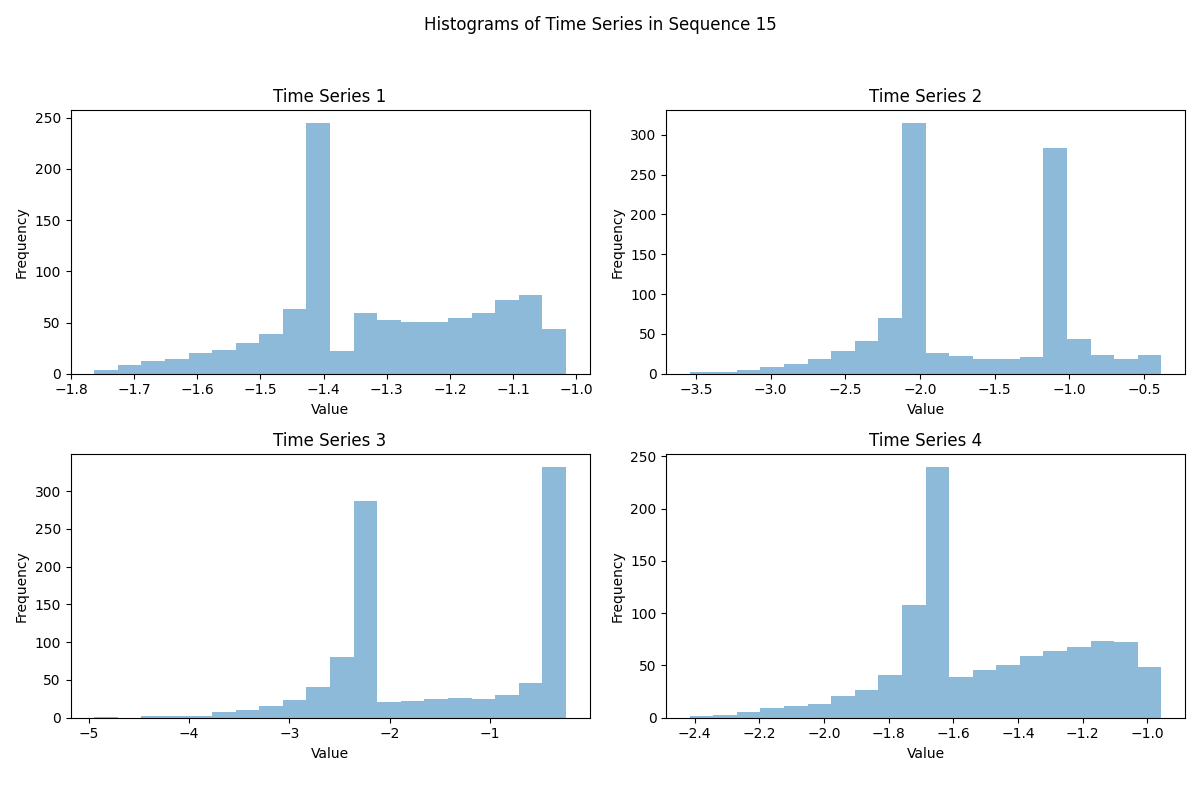 Histograms of Time Series in Sequence 15
Time Series 1
Frequency
250
200
150
100
50
0
−1.8 −1.7 −1.6 −1.5 −1.4 −1.3 −1.2 −1.1 −1.0
Value
Time Series 2
Frequency
300
250
200
150
100
50
0
−3.5 −3.0 −2.5 −2.0 −1.5 −1.0 −0.5
Value
Time Series 3
Frequency
300
250
200
150
100
50
0
−5 −4 −3 −2 −1
Value
Time Series 4
Frequency
250
200
150
100
50
0
−2.4 −2.2 −2.0 −1.8 −1.6 −1.4 −1.2 −1.0
Value